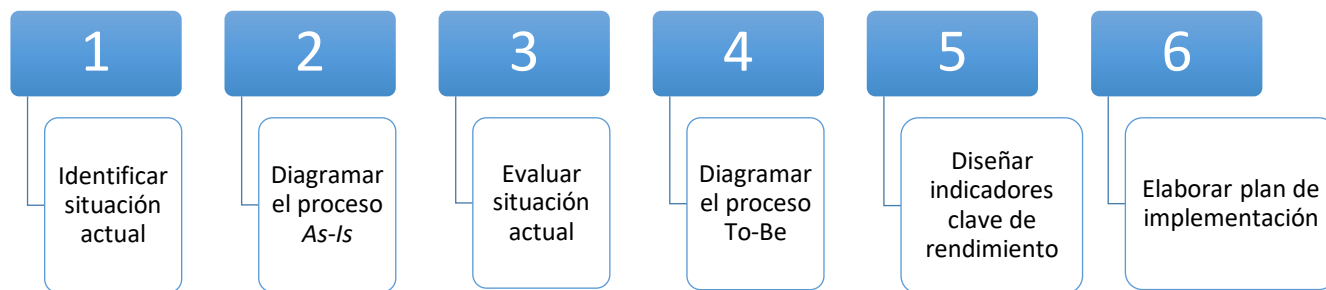 1
Identificar
situación
actual
2
Diagramar
el proceso
As-Is
3
Evaluar
situación
actual
4
Diagramar
el proceso
To-Be
5
Diseñar
indicadores
clave de
rendimiento
6
Elaborar plan de
implementación